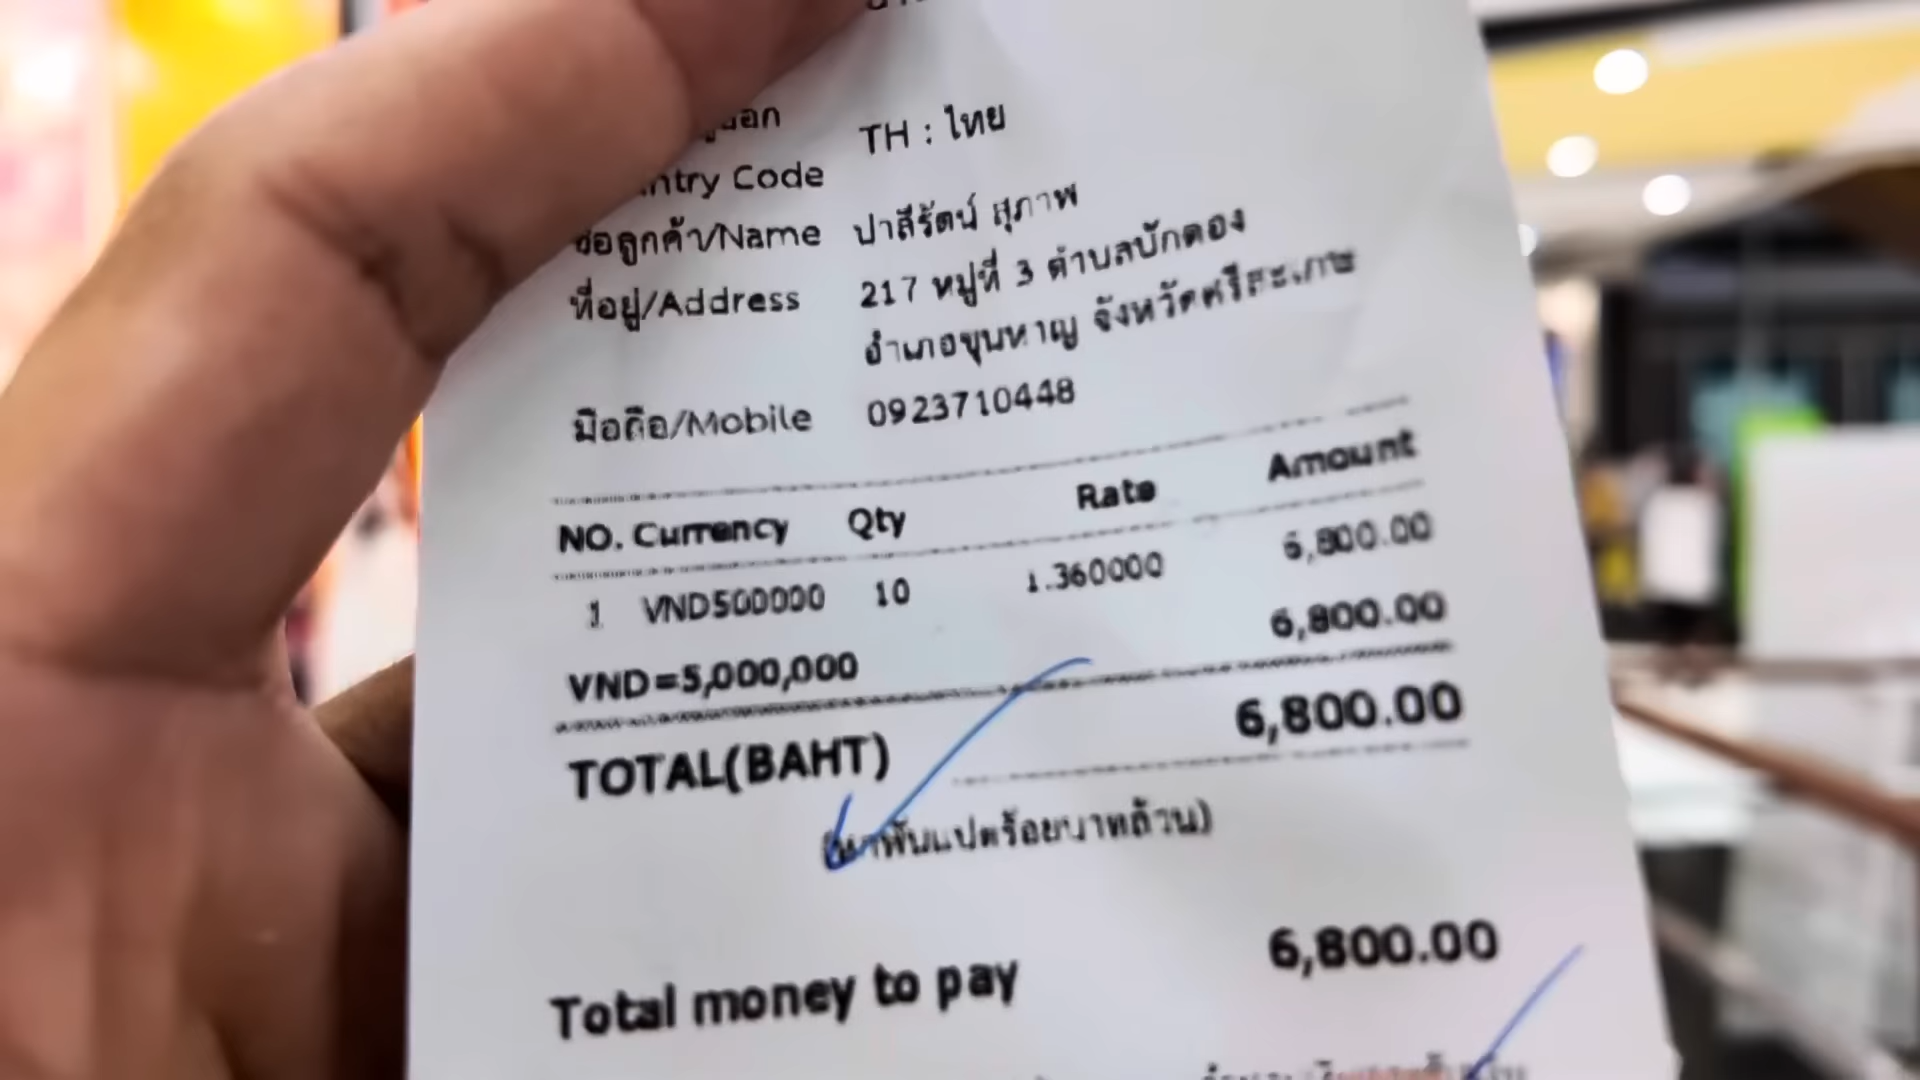 TH : ไทย
Code
ชื่อลูกค้า/Name ปาลีรัตน์ สุภาพ
ที่อยู่/Address 217 หมู่ที่ 3 ตำบลบักดอง
อำเภอขุนหาญ จังหวัดศรีสะเกษ
มือถือ/Mobile 0923710448
NO. Currency Qty Rate Amount
1 VND500000 10 1.360000 6,800.00
VND=5,000,000 6,800.00
TOTAL(BAHT) 6,800.00
(หกพันแปดร้อยบาทถ้วน)
Total money to pay 6,800.00